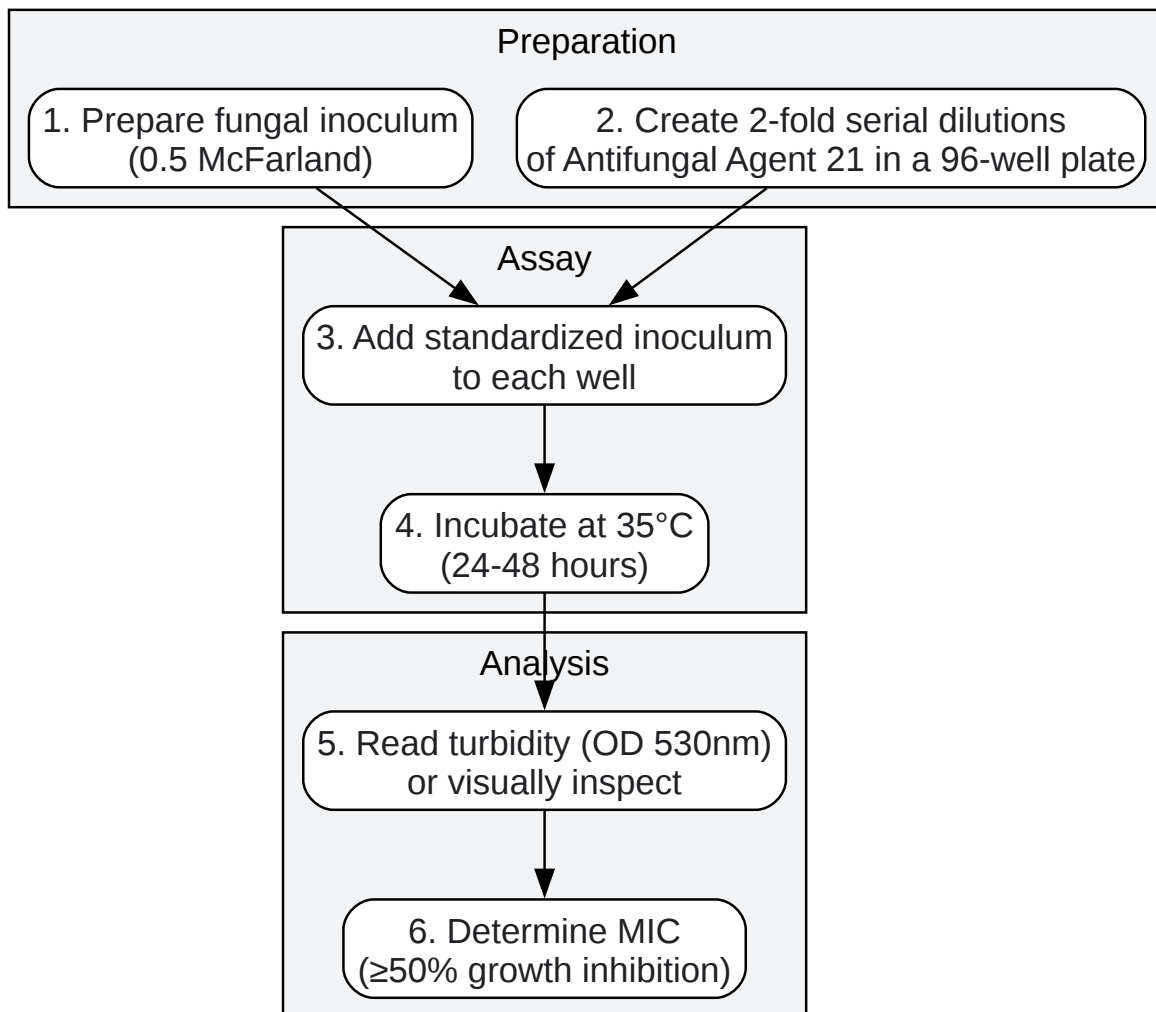 Preparation
1. Prepare fungal inoculum
(0.5 McFarland)
2. Create 2-fold serial dilutions
of Antifungal Agent 21 in a 96-well plate
Assay
3. Add standardized inoculum
to each well
4. Incubate at 35°C
(24-48 hours)
Analysis
5. Read turbidity (OD 530nm)
or visually inspect
6. Determine MIC
(≥50% growth inhibition)